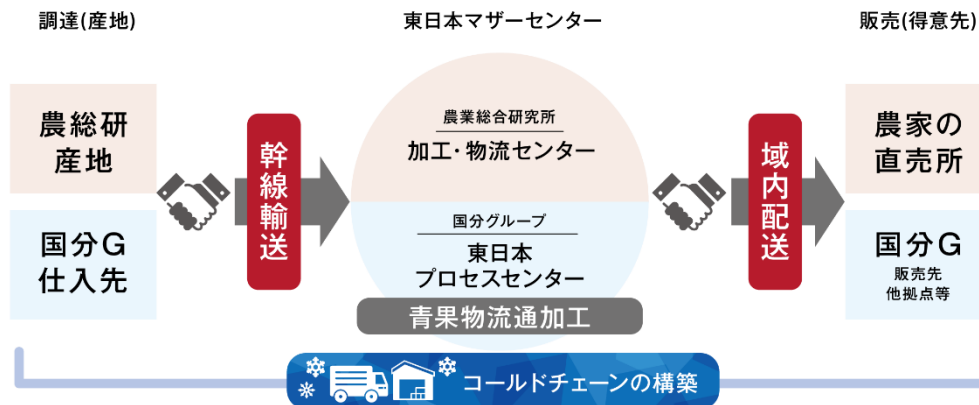 調達(産地)
東日本マザーセンター
販売(得意先)
農総研
産地
国分G
仕入先
幹線輸送
農業総合研究所
加工・物流センター
国分グループ
東日本
プロセスセンター
青果物流通加工
域内配送
農家の
直売所
国分G
販売先
他拠点等
コールドチェーンの構築